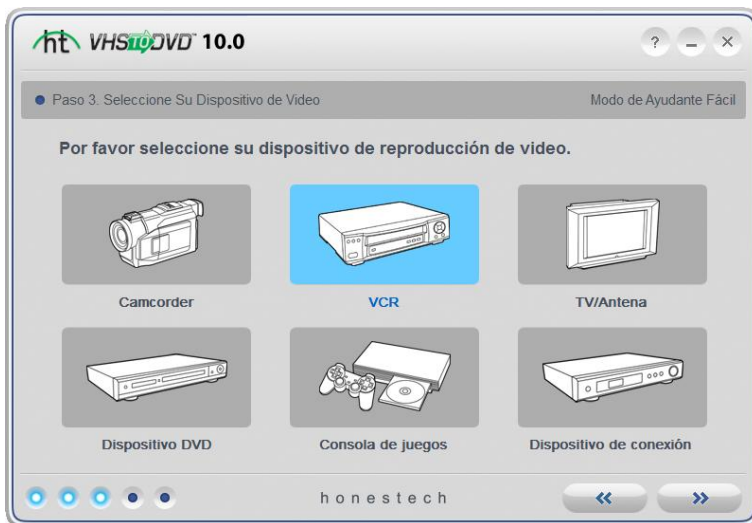 ht VHS TO DVD™ 10.0
?
Paso 3. Seleccione Su Dispositivo de Video
Modo de Ayudante Fácil
Por favor seleccione su dispositivo de reproducción de video.
Camcorder
VCR
TV/Antena
Dispositivo DVD
Consola de juegos
Dispositivo de conexión
honestech